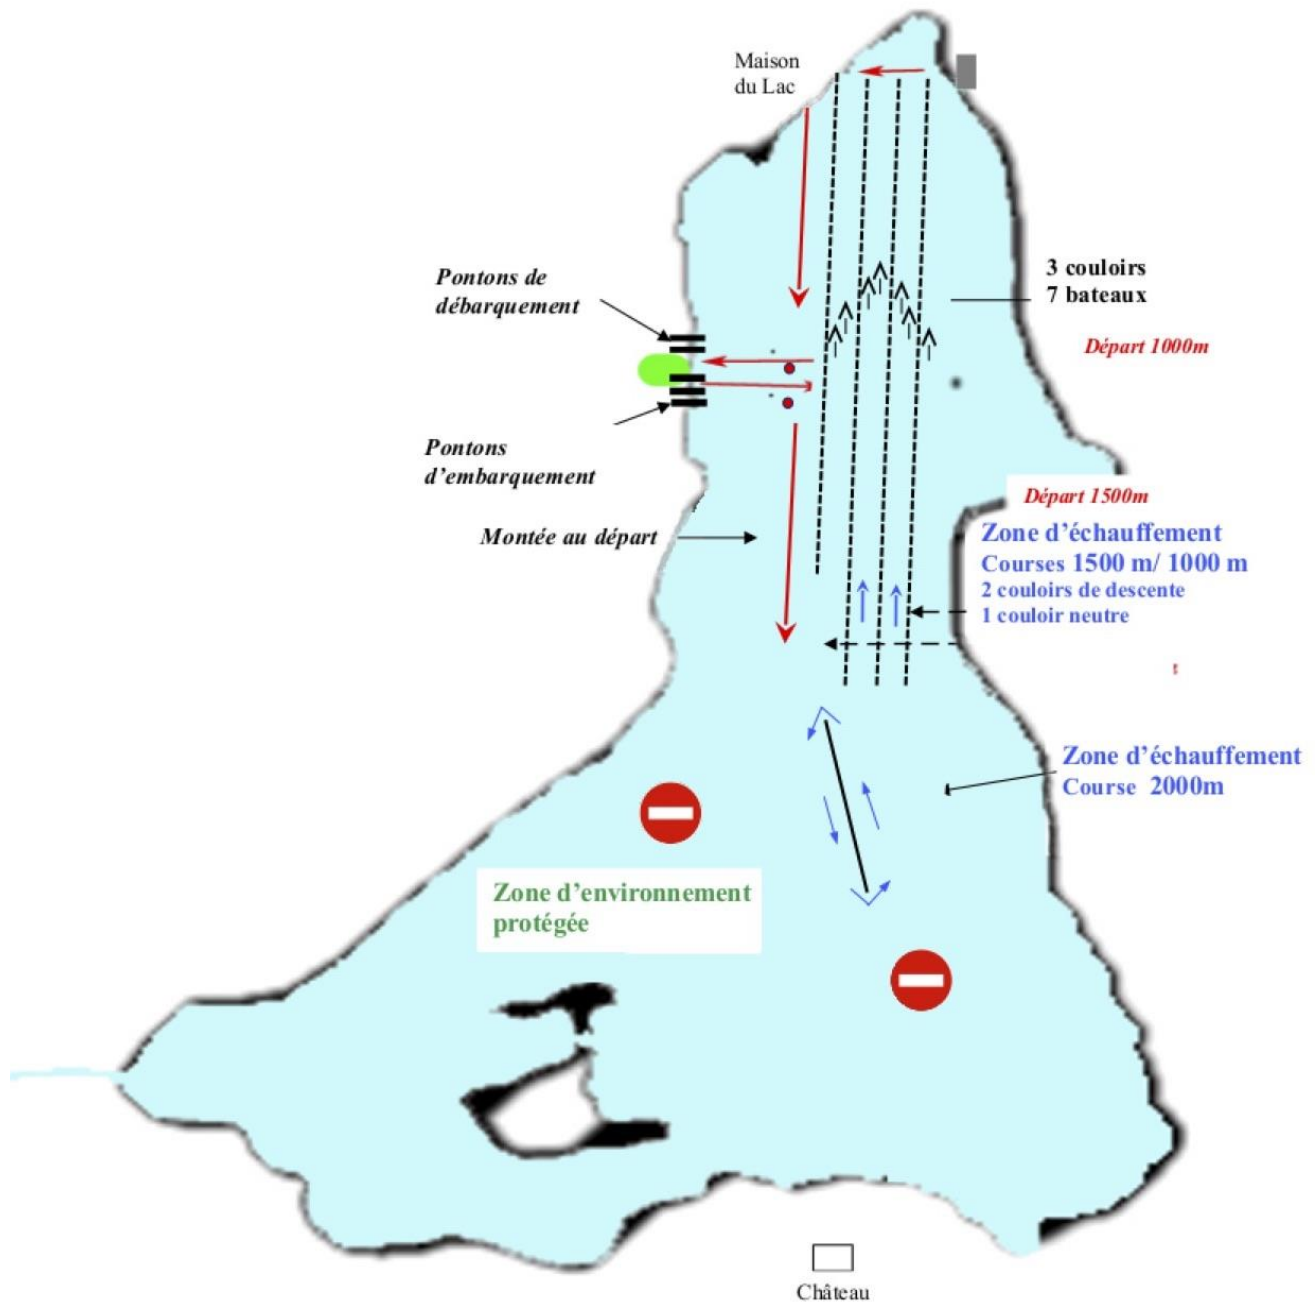 Maison
du Lac
Pontons de
débarquement
3 couloirs
7 bateaux
Départ 1000m
Pontons
d’embarquement
Départ 1500m
Montée au départ
Zone d’échauffement
Courses 1500 m/ 1000 m
2 couloirs de descente
1 couloir neutre
Zone d’échauffement
Course 2000m
Zone d’environnement
protégée
Château